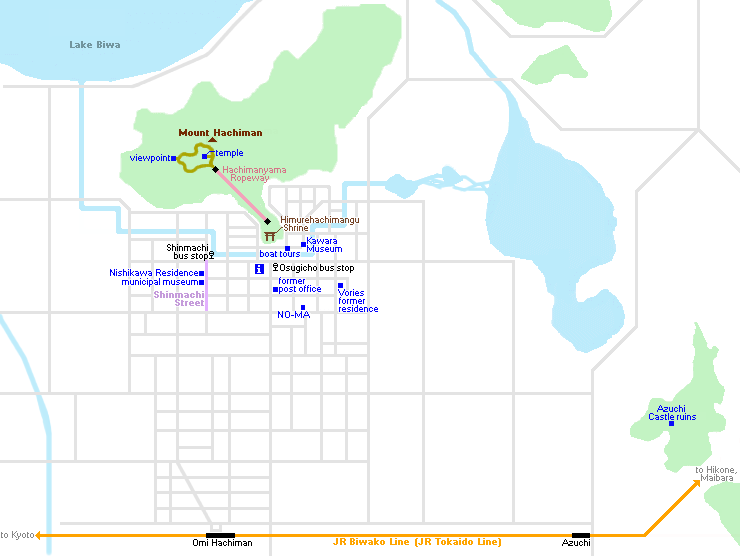 Lake Biwa
Mount Hachiman
viewpoint
temple
Hachimanyama
Ropeway
Himurehachimangu
Shrine
Shinmachi
bus stop
Kawara
Museum
boat tours
i
Osugicho bus stop
Nishikawa Residence
municipal museum
Shinmachi
Street
former
post office
Vories
former
residence
NO-MA
Azuchi
Castle ruins
to Hikone,
Maibara
to Kyoto
Omi Hachiman
JR Biwako Line (JR Tokaido Line)
Azuchi